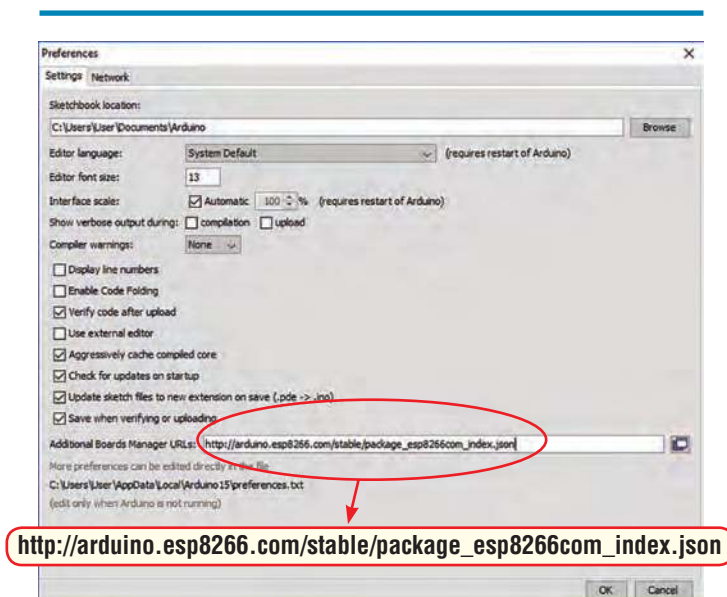 Preferences
Settings Network
Sketchbook location:
C:\Users\User\Documents\Arduino Browse
Editor language: System Default (requires restart of Arduino)
Editor font size: 13
Interface scale: Automatic 100 % (requires restart of Arduino)
Show verbose output during: compilation upload
Compiler warnings: None
Display line numbers
Enable Code Folding
Verify code after upload
Use external editor
Aggressively cache compiled core
Check for updates on startup
Update sketch files to new extension on save (.pde -> .ino)
Save when verifying or uploading
Additional Boards Manager URLs: http://arduino.esp8266.com/stable/package_esp8266com_index.json
More preferences can be edited directly in the file
C:\Users\User\AppData\Local\Arduino15\preferences.txt
(edit only when Arduino is not running)
http://arduino.esp8266.com/stable/package_esp8266com_index.json
OK Cancel